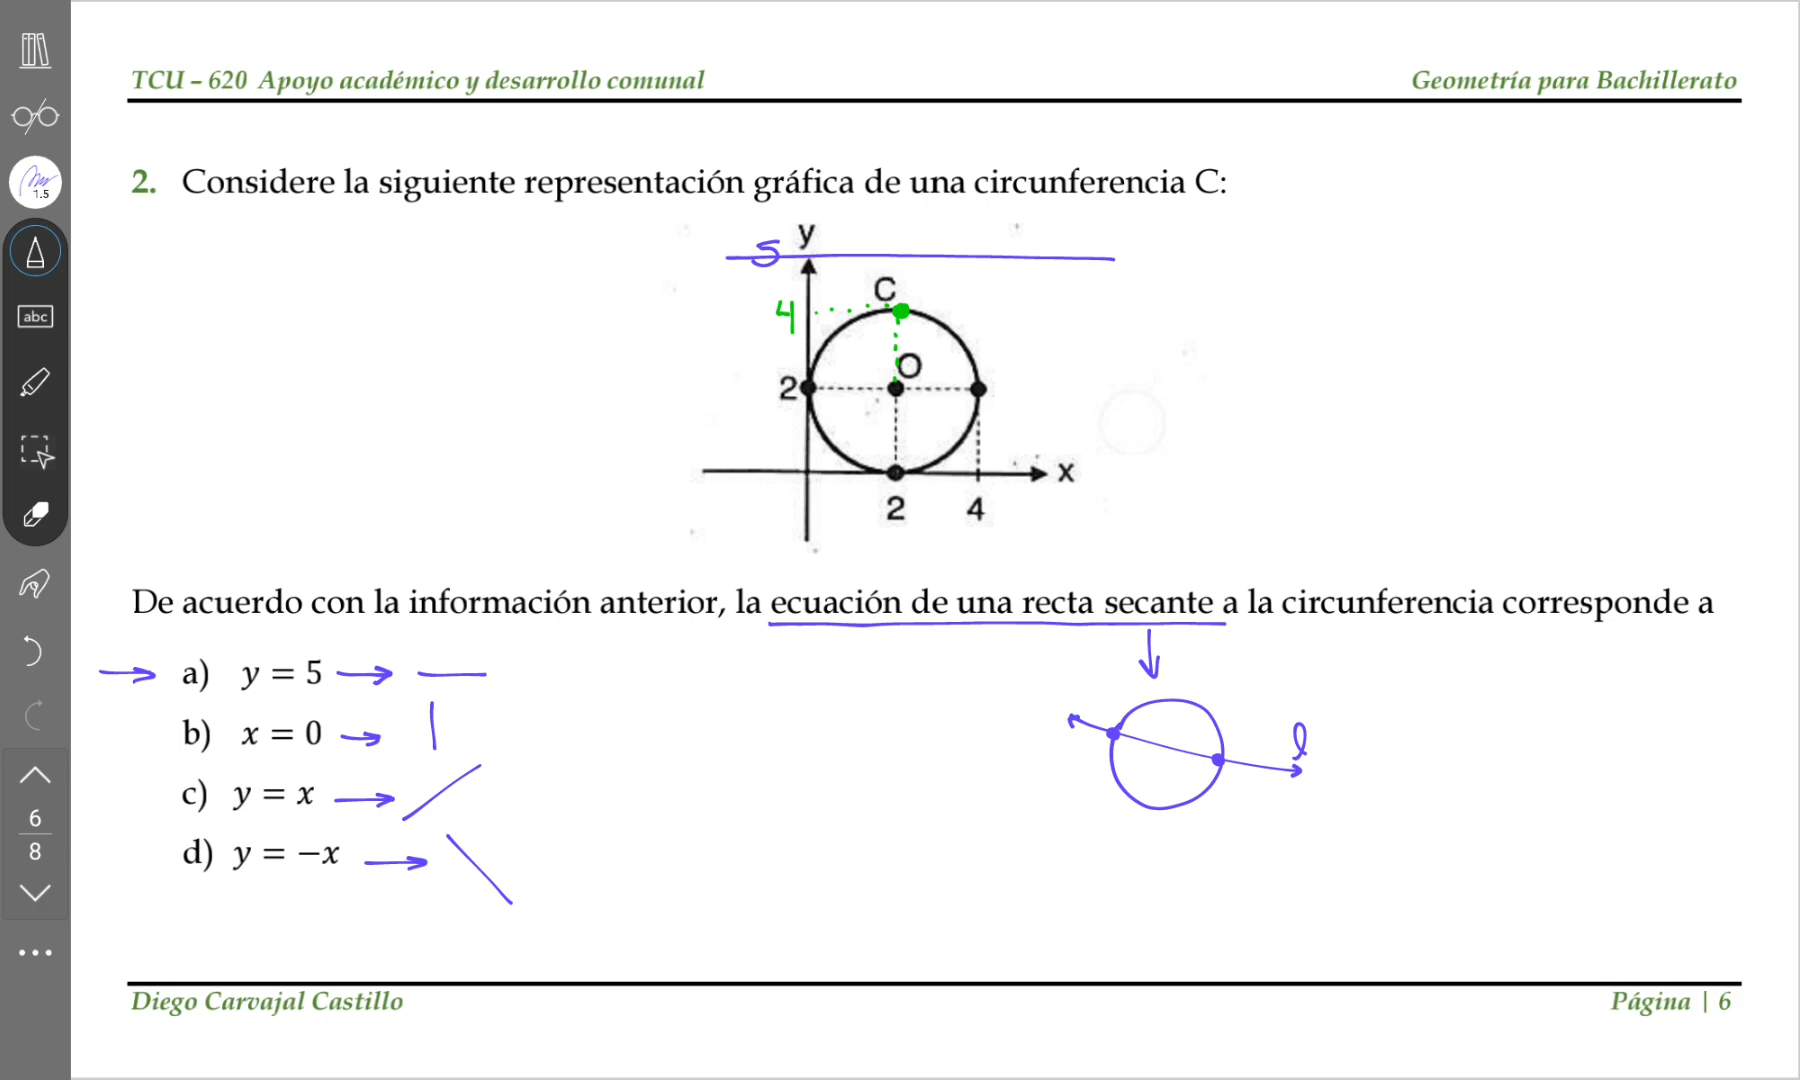 TCU – 620 Apoyo académico y desarrollo comunal
Geometría para Bachillerato
1.5
abc
2. Considere la siguiente representación gráfica de una circunferencia C:
5 y
C
4
O
2
x
2 4
De acuerdo con la información anterior, la ecuación de una recta secante a la circunferencia corresponde a
a) y = 5
b) x = 0
c) y = x
d) y = −x
l
6
8
Diego Carvajal Castillo
Página | 6